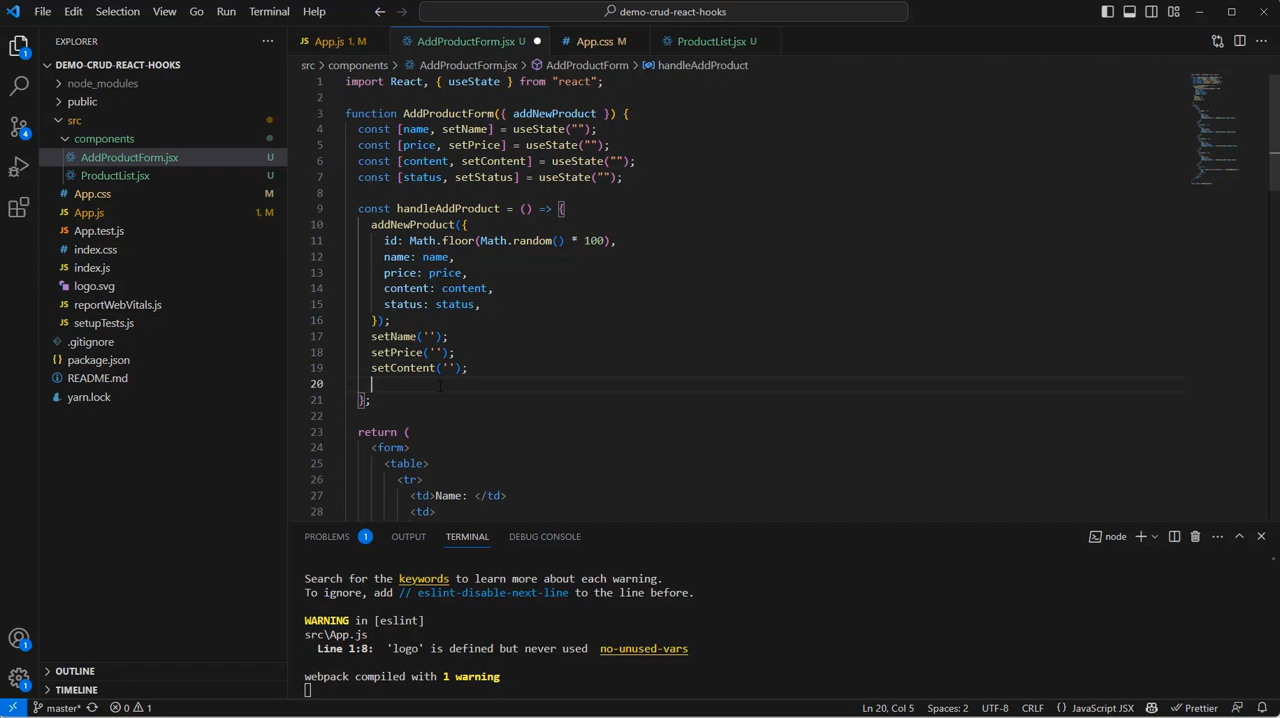 File Edit Selection View Go Run Terminal Help
demo-crud-react-hooks
EXPLORER
DEMO-CRUD-REACT-HOOKS
node_modules
public
src
components
AddProductForm.jsx U
ProductList.jsx U
App.css M
App.js 1, M
App.test.js
index.css
index.js
logo.svg
reportWebVitals.js
setupTests.js
.gitignore
package.json
README.md
yarn.lock
OUTLINE
TIMELINE
App.js 1, M AddProductForm.jsx U App.css M ProductList.jsx U
src > components > AddProductForm.jsx > AddProductForm > handleAddProduct
1 import React, { useState } from "react";
2
3 function AddProductForm({ addNewProduct }) {
4 const [name, setName] = useState("");
5 const [price, setPrice] = useState("");
6 const [content, setContent] = useState("");
7 const [status, setStatus] = useState("");
8
9 const handleAddProduct = () => {
10 addNewProduct({
11 id: Math.floor(Math.random() * 100),
12 name: name,
13 price: price,
14 content: content,
15 status: status,
16 });
17 setName('');
18 setPrice('');
19 setContent('');
20
21 };
22
23 return (
24 <form>
25 <table>
26 <tr>
27 <td>Name: </td>
28 <td>
PROBLEMS 1 OUTPUT TERMINAL DEBUG CONSOLE
node
Search for the keywords to learn more about each warning.
To ignore, add // eslint-disable-next-line to the line before.
WARNING in [eslint]
src\App.js
Line 1:8: 'logo' is defined but never used no-unused-vars
webpack compiled with 1 warning
master* 0 1 Ln 20, Col 5 Spaces: 2 UTF-8 CRLF {} JavaScript JSX Prettier